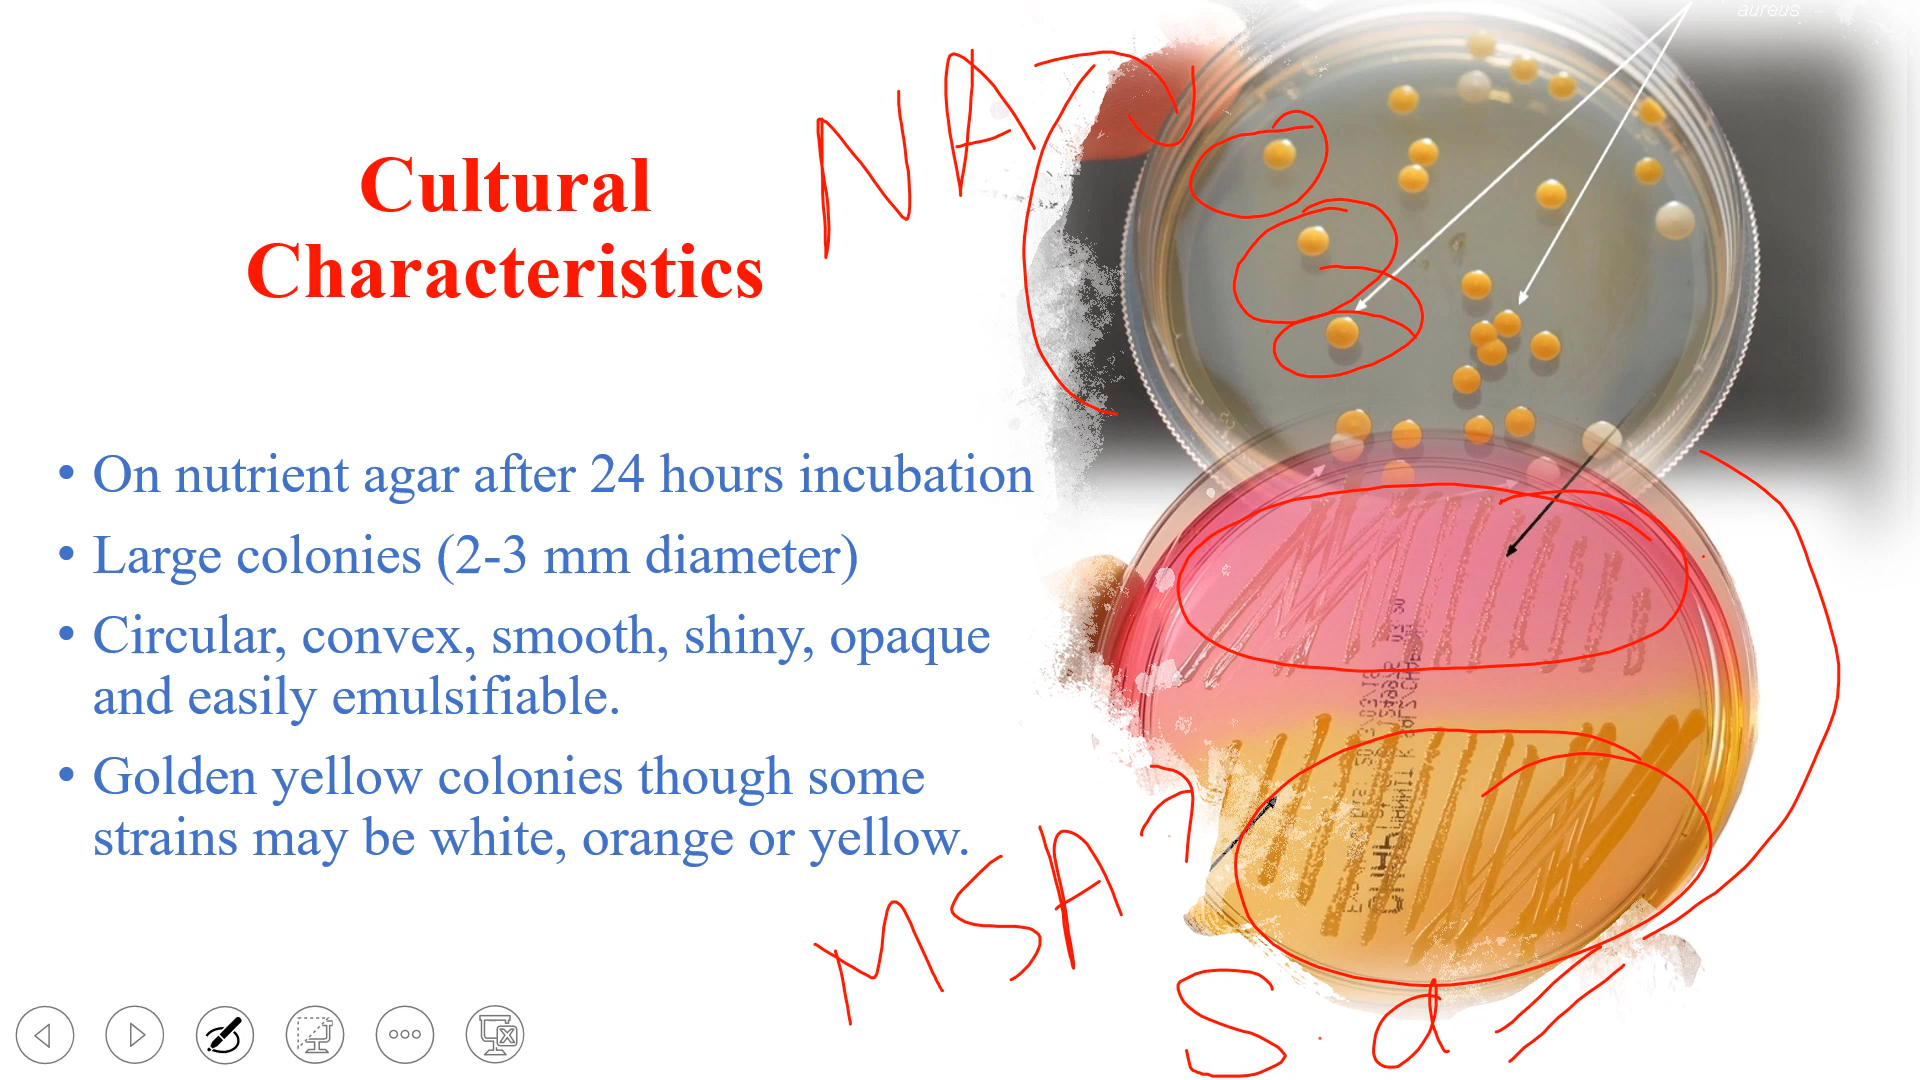 aureus
NA
Cultural
Characteristics
• On nutrient agar after 24 hours incubation
• Large colonies (2-3 mm diameter)
• Circular, convex, smooth, shiny, opaque
and easily emulsifiable.
• Golden yellow colonies though some
strains may be white, orange or yellow.
MSA
S. a